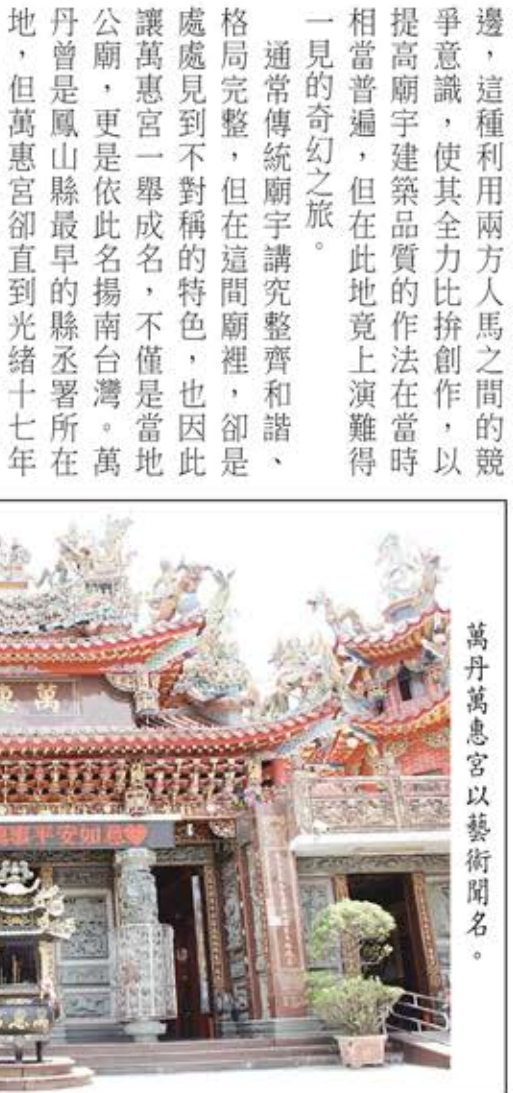 邊，這種利用兩方人馬之間的競
爭意識，使其全力比拚創作，以
提高廟宇建築品質的作法在當時
相當普遍，但在此地竟上演難得
一見的奇幻之旅。
通常傳統廟宇講究整齊和諧、
格局完整，但在這間廟裡，卻是
處處見到不對稱的特色，也因此
讓萬惠宮一舉成名，不僅是當地
公廟，更是依此名揚南台灣。萬
丹曾是鳳山縣最早的縣丞署所在
地，但萬惠宮卻直到光緒十七年
萬丹萬惠宮以藝術聞名。
惠萬
平安如意